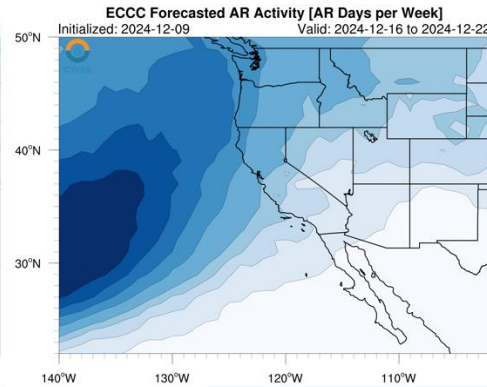 ECCC Forecasted AR Activity [AR Days per Week]
Initialized: 2024-12-09 Valid: 2024-12-16 to 2024-12-22
50°N
40°N
30°N
140°W 130°W 120°W 110°W